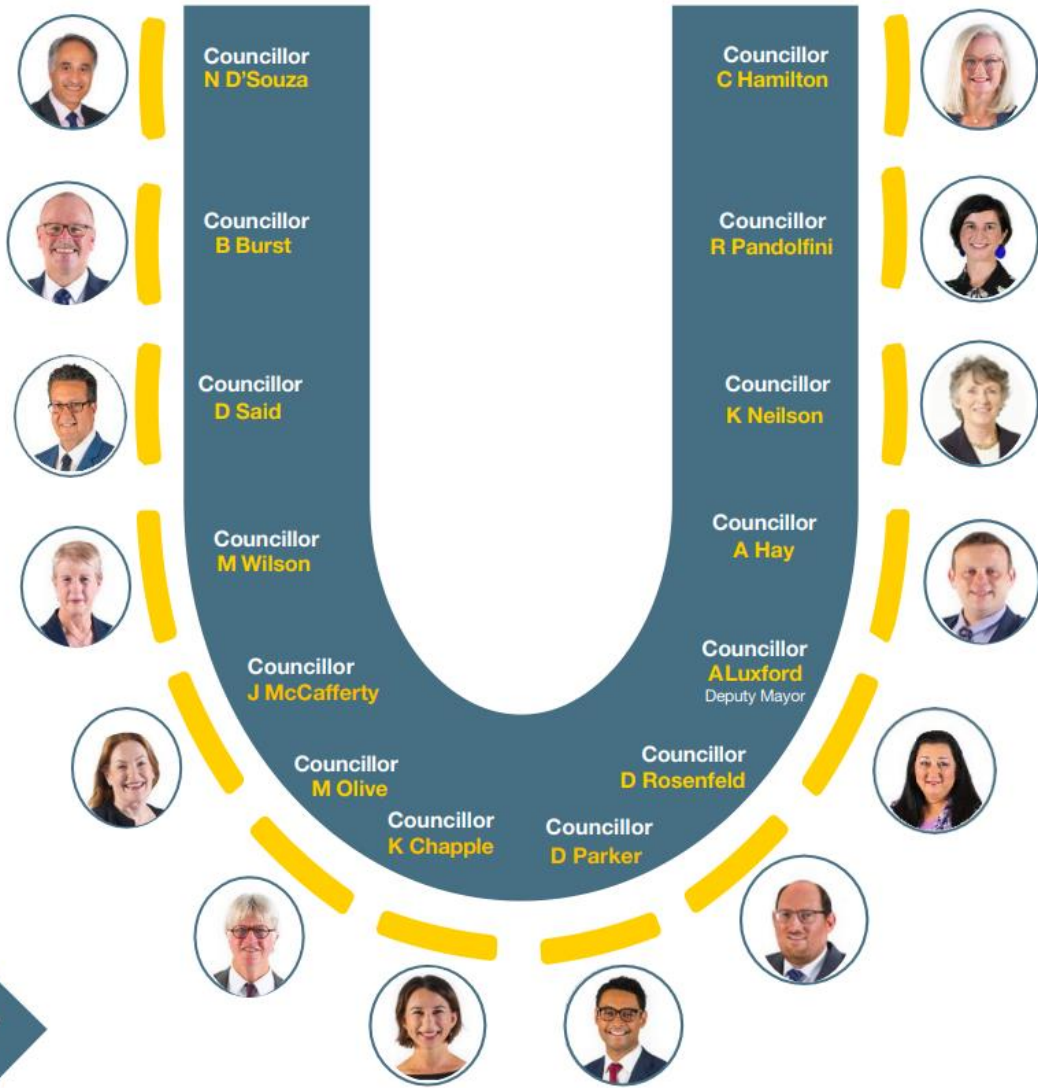 Councillor
N D'Souza
Councillor
C Hamilton
Councillor
B Burst
Councillor
R Pandolfini
Councillor
D Said
Councillor
K Neilson
Councillor
M Wilson
Councillor
A Hay
Councillor
J McCafferty
Councillor
ALuxford
Deputy Mayor
Councillor
M Olive
Councillor
D Rosenfeld
Councillor
K Chapple
Councillor
D Parker